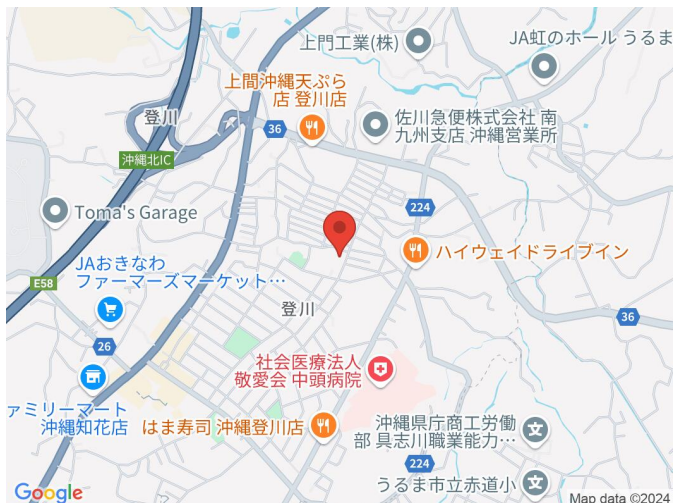 上門工業(株)
JA虹のホール うるま
上間沖縄天ぷら
店 登川店
登川
36
佐川急便株式会社 南
九州支店 沖縄営業所
沖縄北IC
Toma's Garage
224
ハイウェイドライブイン
JAおきなわ
ファーマーズマーケット…
E58
登川
36
26
社会医療法人
敬愛会 中頭病院
ァミリーマート
沖縄知花店
はま寿司 沖縄登川店
沖縄県庁商工労働
部 具志川職業能力…
224
うるま市立赤道小
Google
Map data ©2024